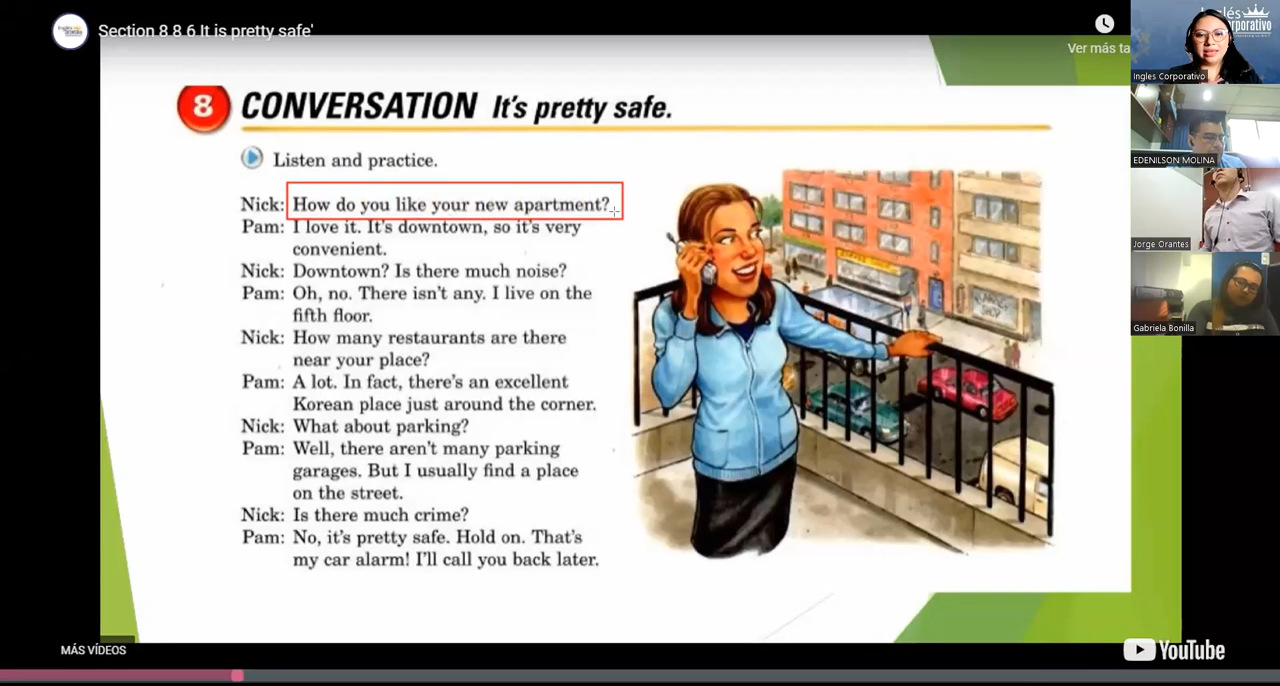 Section 8 8 6 It is pretty safe'
Ver más ta
Inglés
rporativo
Ingles Corporativo
EDENILSON MOLINA
Jorge Orantes
Gabriela Bonilla
8 CONVERSATION It's pretty safe.
Listen and practice.
Nick: How do you like your new apartment?
Pam: I love it. It's downtown, so it's very
convenient.
Nick: Downtown? Is there much noise?
Pam: Oh, no. There isn't any. I live on the
fifth floor.
Nick: How many restaurants are there
near your place?
Pam: A lot. In fact, there's an excellent
Korean place just around the corner.
Nick: What about parking?
Pam: Well, there aren't many parking
garages. But I usually find a place
on the street.
Nick: Is there much crime?
Pam: No, it's pretty safe. Hold on. That's
my car alarm! I'll call you back later.
MÁS VÍDEOS
YouTube